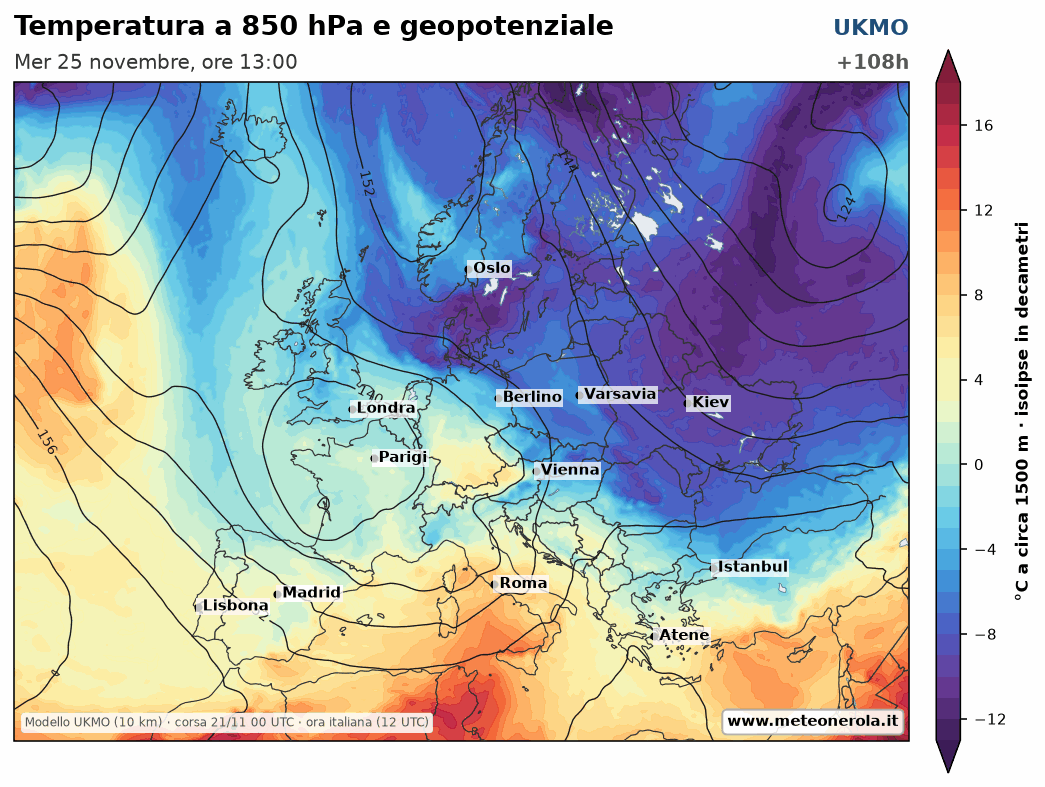 Temperatura a 850 hPa e geopotenziale
UKMO
Mer 25 novembre, ore 13:00
+108h
152
144
124
156
Oslo
Londra
Berlino
Varsavia
Kiev
Parigi
Vienna
Istanbul
Roma
Madrid
Lisbona
Atene
16
12
8
4
0
−4
−8
−12
°C a circa 1500 m · isoipse in decametri
Modello UKMO (10 km) · corsa 21/11 00 UTC · ora italiana (12 UTC)
www.meteonerola.it